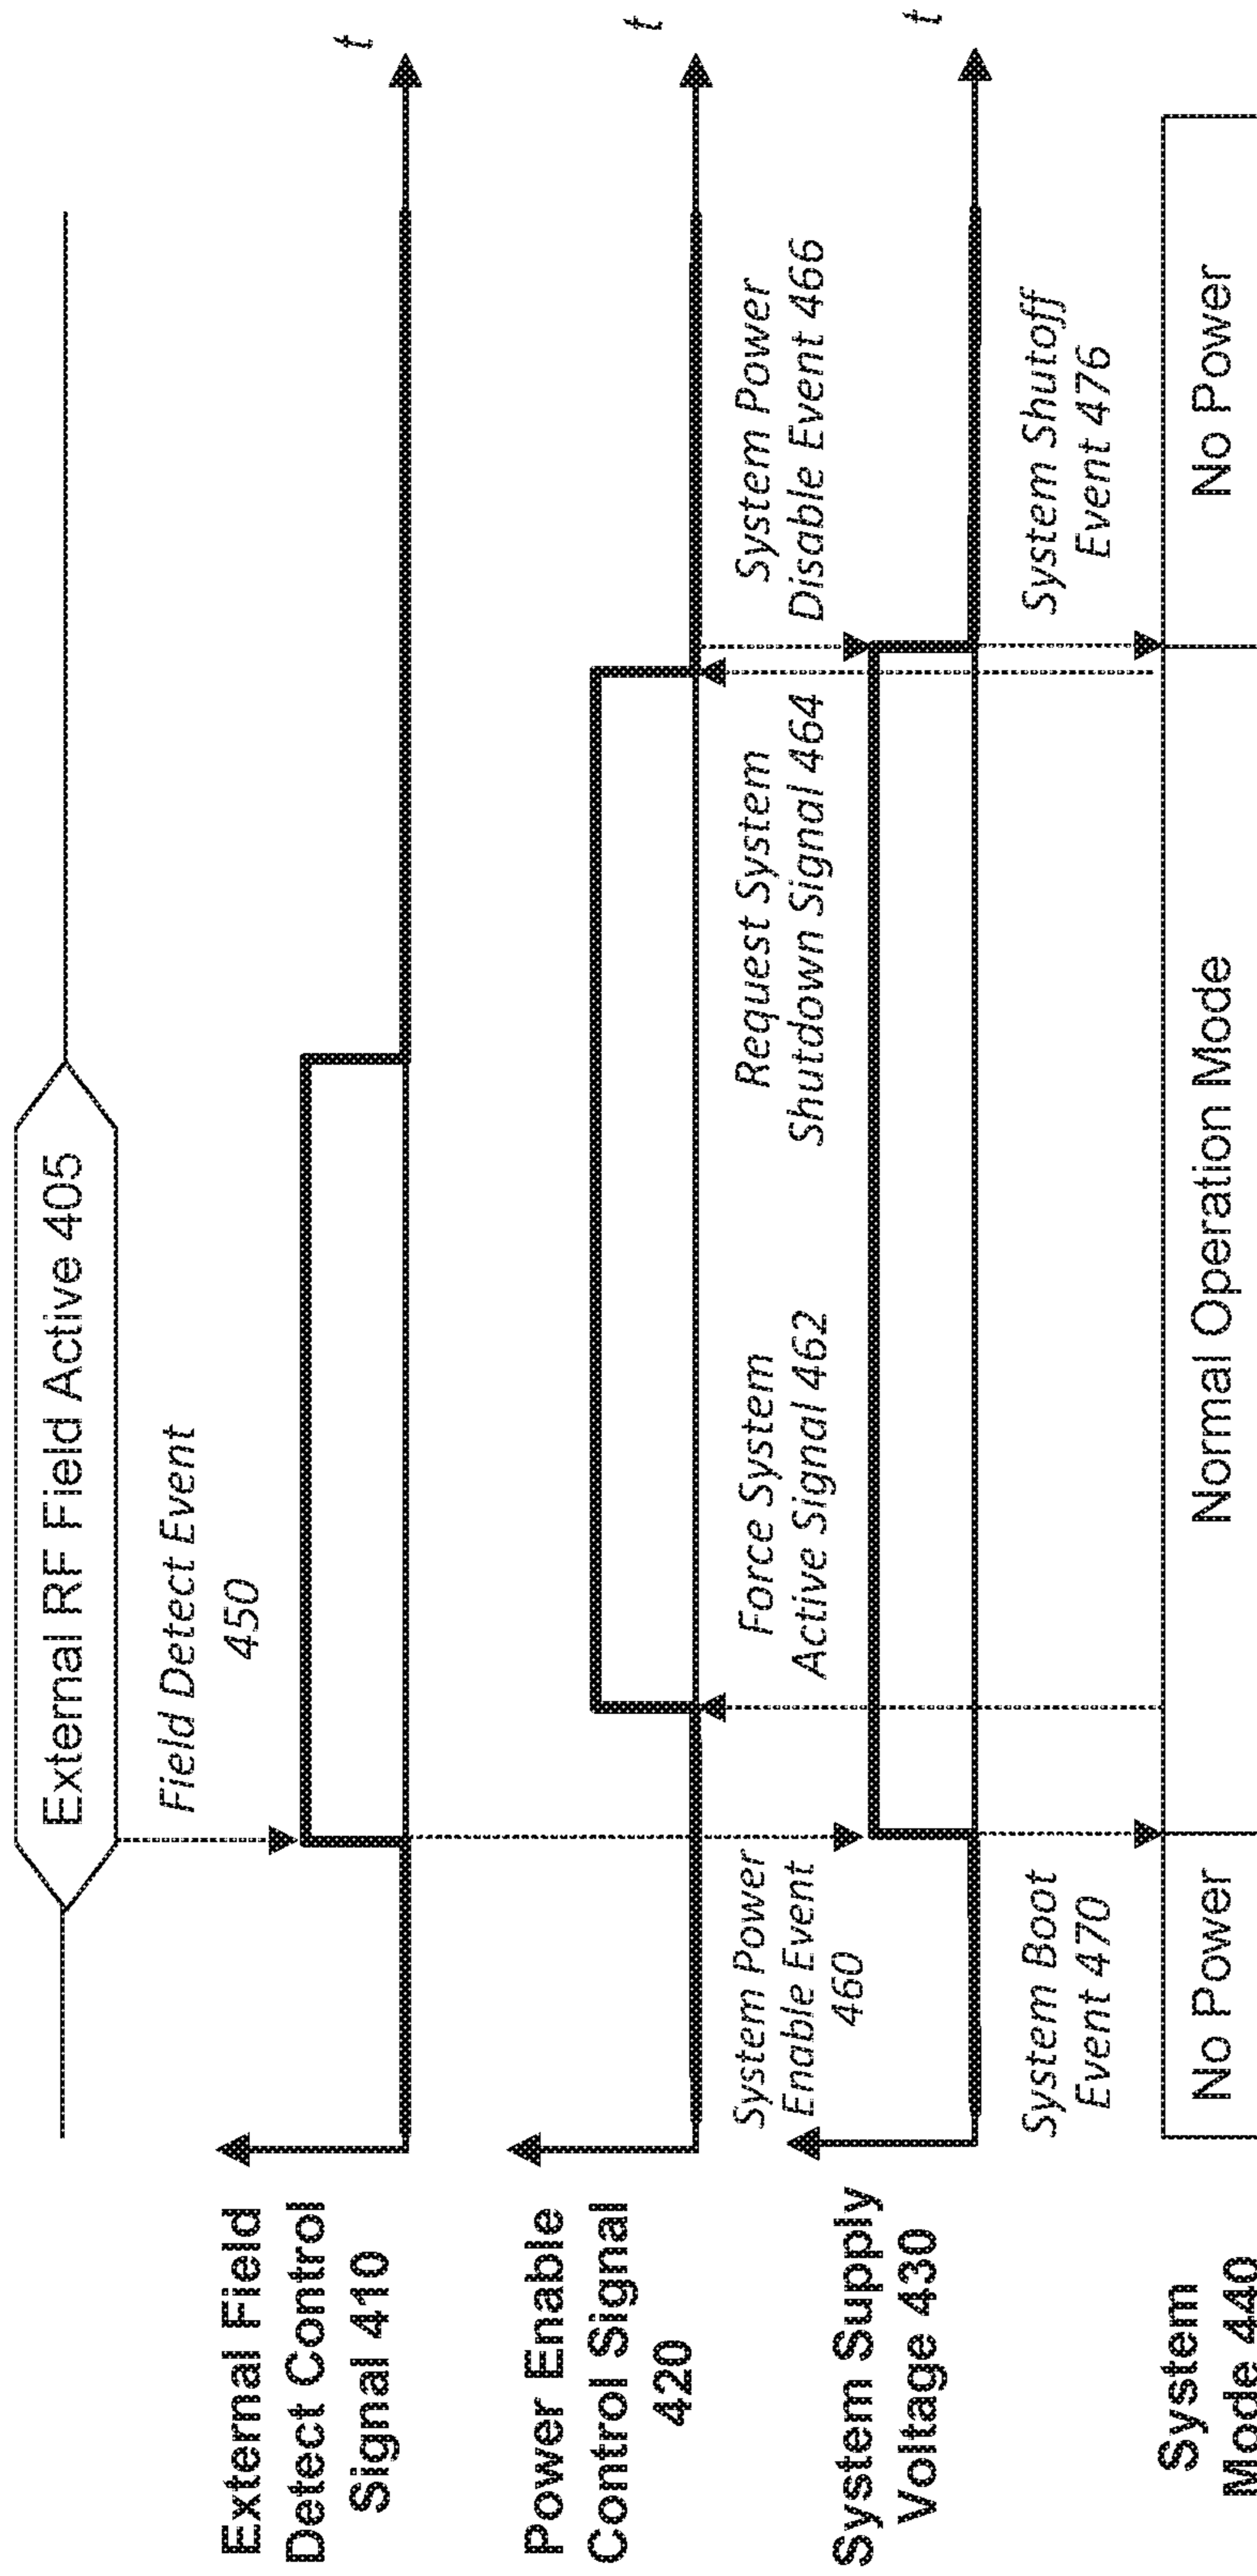 External RF Field Active 405
Field Detect Event
450
External Field
Detect Control
Signal 410
t
Power Enable
Control Signal
420
t
System Power
Enable Event
460
Force System
Active Signal 462
Request System
Shutdown Signal 464
System Power
Disable Event 466
System Supply
Voltage 430
t
System Boot
Event 470
System Shutoff
Event 476
System
Mode 440
No Power
Normal Operation Mode
No Power